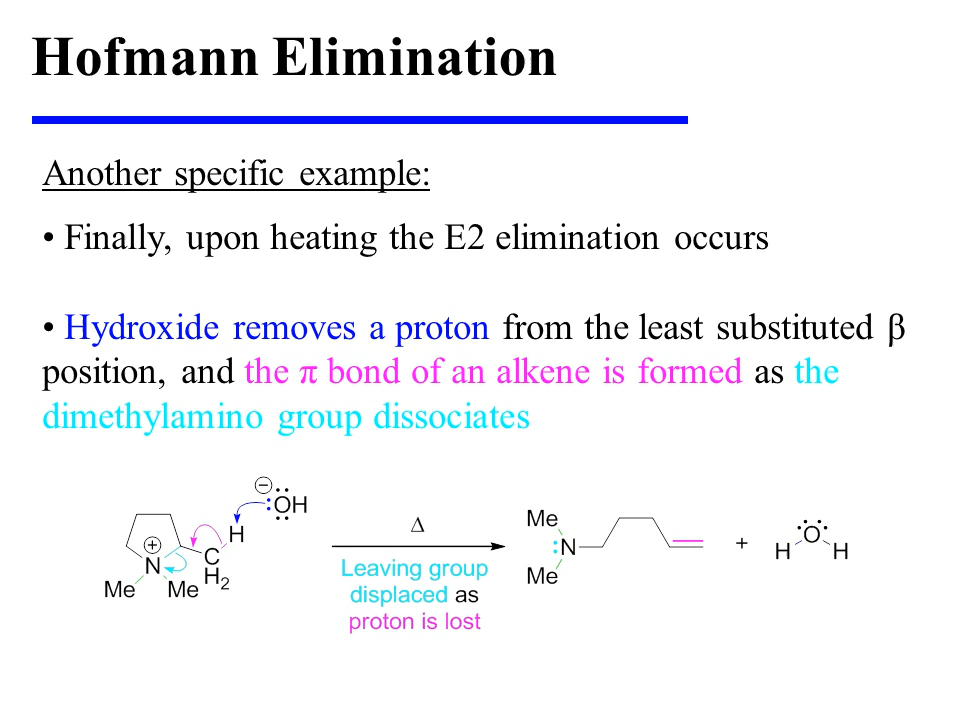 Hofmann Elimination
Another specific example:
• Finally, upon heating the E2 elimination occurs
• Hydroxide removes a proton from the least substituted β
position, and the π bond of an alkene is formed as the
dimethylamino group dissociates
− OH
H
+ N C
H2
Me Me
Δ
Leaving group
displaced as
proton is lost
Me
N
Me
+
O
H H